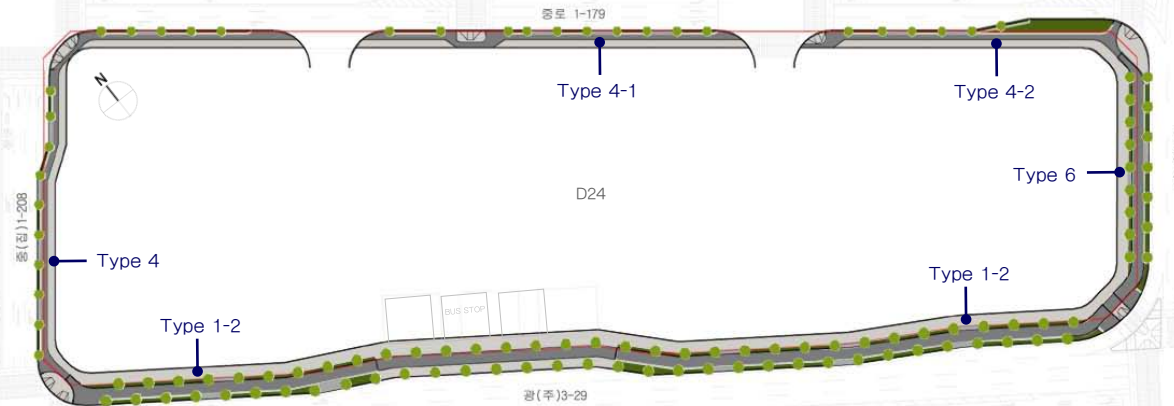 중로 1-179
N
Type 4-1
Type 4-2
Type 6
D24
중(집)1-208
Type 4
Type 1-2
BUS STOP
Type 1-2
광(주)3-29